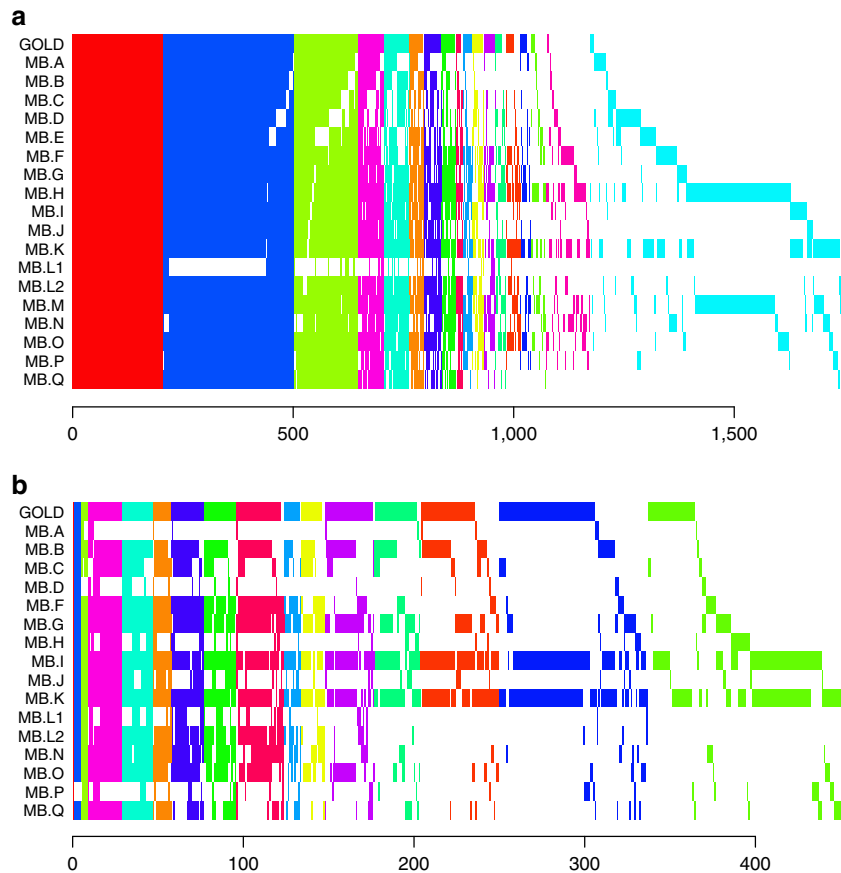 a
GOLD
MB.A
MB.B
MB.C
MB.D
MB.E
MB.F
MB.G
MB.H
MB.I
MB.J
MB.K
MB.L1
MB.L2
MB.M
MB.N
MB.O
MB.P
MB.Q
0 500 1,000 1,500
b
GOLD
MB.A
MB.B
MB.C
MB.D
MB.F
MB.G
MB.H
MB.I
MB.J
MB.K
MB.L1
MB.L2
MB.N
MB.O
MB.P
MB.Q
0 100 200 300 400